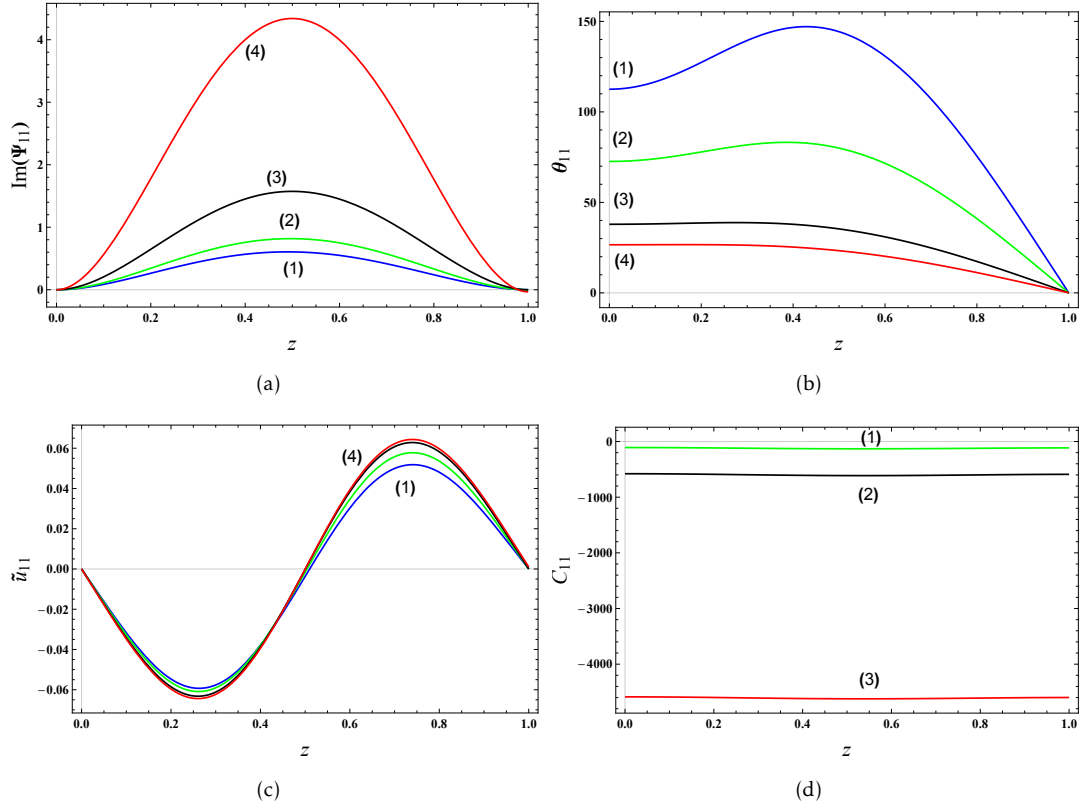 (4)
(3)
(2)
(1)
Im(Ψ11)
4
3
2
1
0
0.0 0.2 0.4 0.6 0.8 1.0
z
(a)
(1)
(2)
(3)
(4)
θ11
150
100
50
0
0.0 0.2 0.4 0.6 0.8 1.0
z
(b)
(4)
(1)
ũ11
0.06
0.04
0.02
0.00
−0.02
−0.04
−0.06
0.0 0.2 0.4 0.6 0.8 1.0
z
(c)
(1)
(2)
(3)
C11
0
−1000
−2000
−3000
−4000
0.0 0.2 0.4 0.6 0.8 1.0
z
(d)